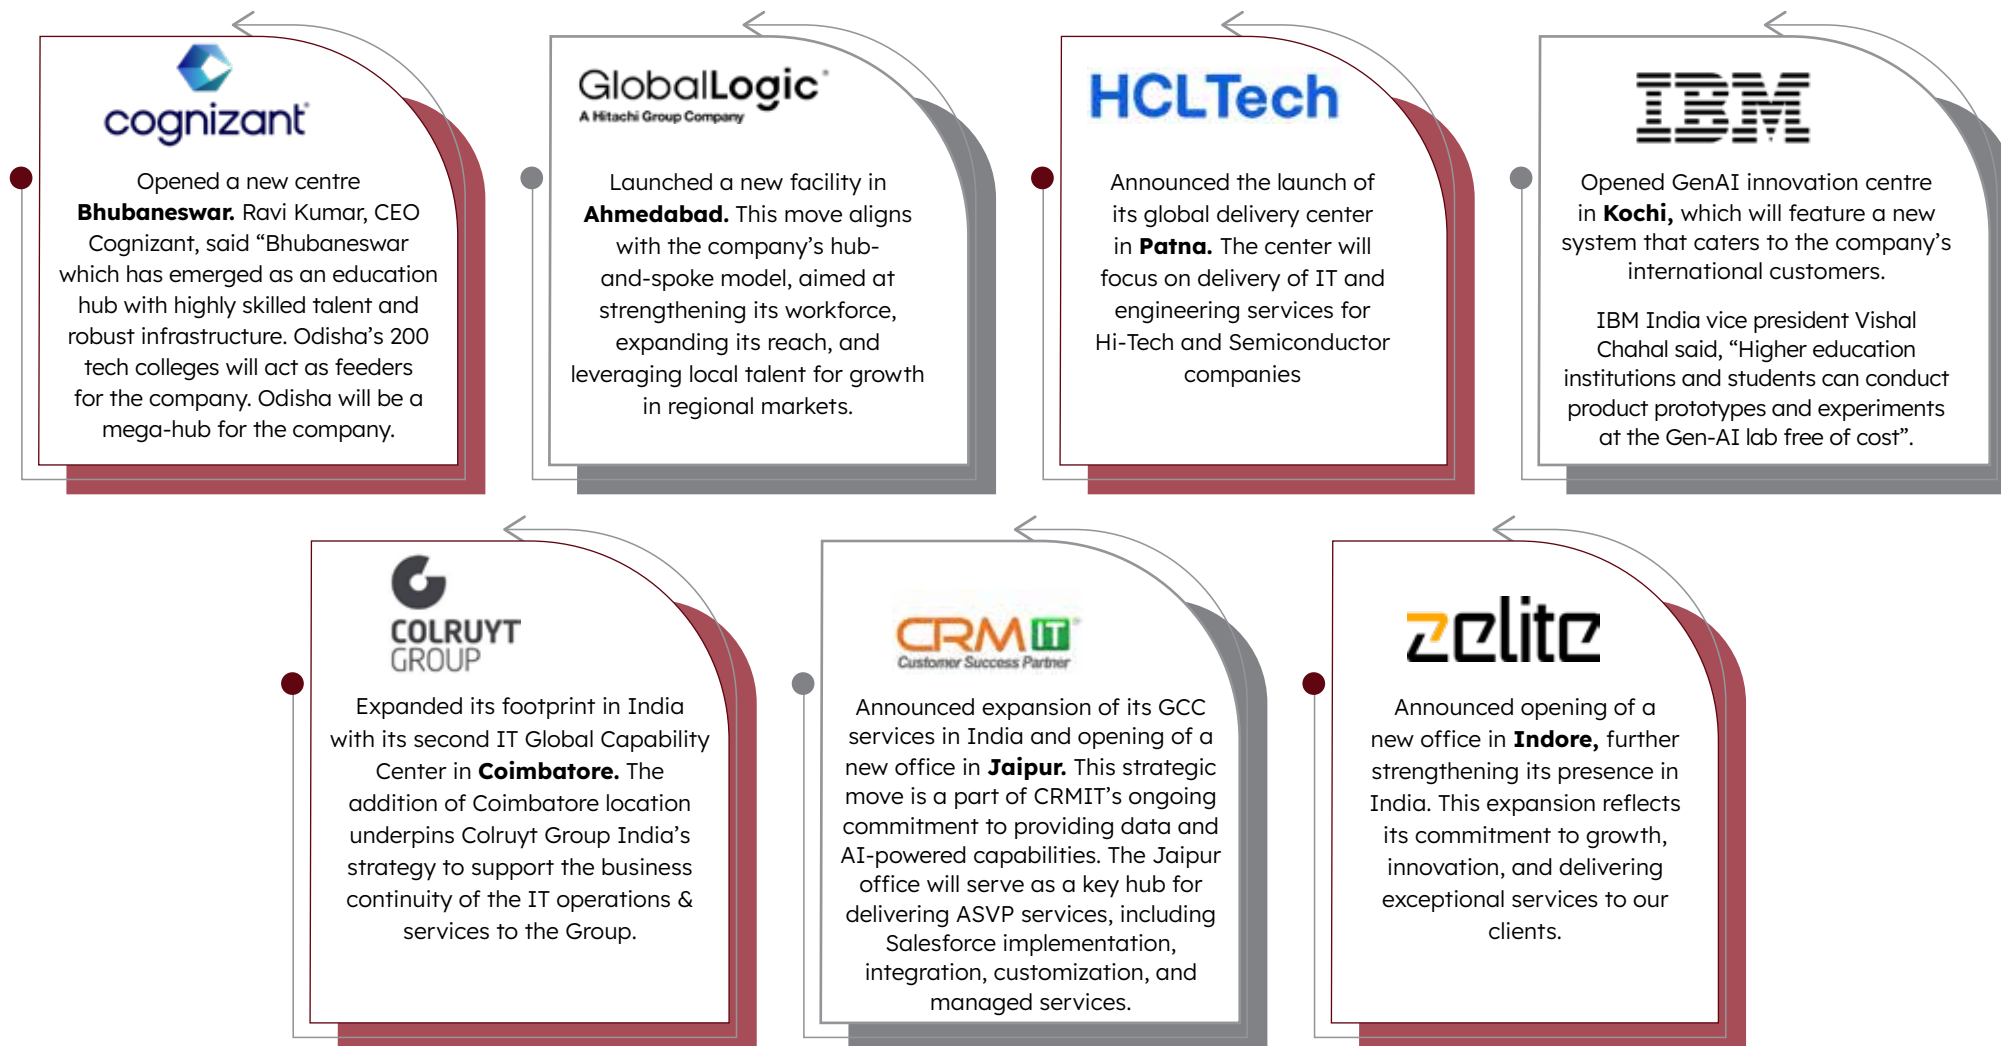 cognizant
Opened a new centre
Bhubaneswar. Ravi Kumar, CEO
Cognizant, said “Bhubaneswar
which has emerged as an education
hub with highly skilled talent and
robust infrastructure. Odisha’s 200
tech colleges will act as feeders
for the company. Odisha will be a
mega-hub for the company.
GlobalLogic
A Hitachi Group Company
Launched a new facility in
Ahmedabad. This move aligns
with the company’s hub-
and-spoke model, aimed at
strengthening its workforce,
expanding its reach, and
leveraging local talent for growth
in regional markets.
HCLTech
Announced the launch of
its global delivery center
in Patna. The center will
focus on delivery of IT and
engineering services for
Hi-Tech and Semiconductor
companies
IBM
Opened GenAI innovation centre
in Kochi, which will feature a new
system that caters to the company’s
international customers.
IBM India vice president Vishal
Chahal said, “Higher education
institutions and students can conduct
product prototypes and experiments
at the Gen-AI lab free of cost”.
COLRUYT
GROUP
Expanded its footprint in India
with its second IT Global Capability
Center in Coimbatore. The
addition of Coimbatore location
underpins Colruyt Group India’s
strategy to support the business
continuity of the IT operations &
services to the Group.
CRMIT
Customer Success Partner
Announced expansion of its GCC
services in India and opening of a
new office in Jaipur. This strategic
move is a part of CRMIT’s ongoing
commitment to providing data and
AI-powered capabilities. The Jaipur
office will serve as a key hub for
delivering ASVP services, including
Salesforce implementation,
integration, customization, and
managed services.
zelite
Announced opening of a
new office in Indore, further
strengthening its presence in
India. This expansion reflects
its commitment to growth,
innovation, and delivering
exceptional services to our
clients.